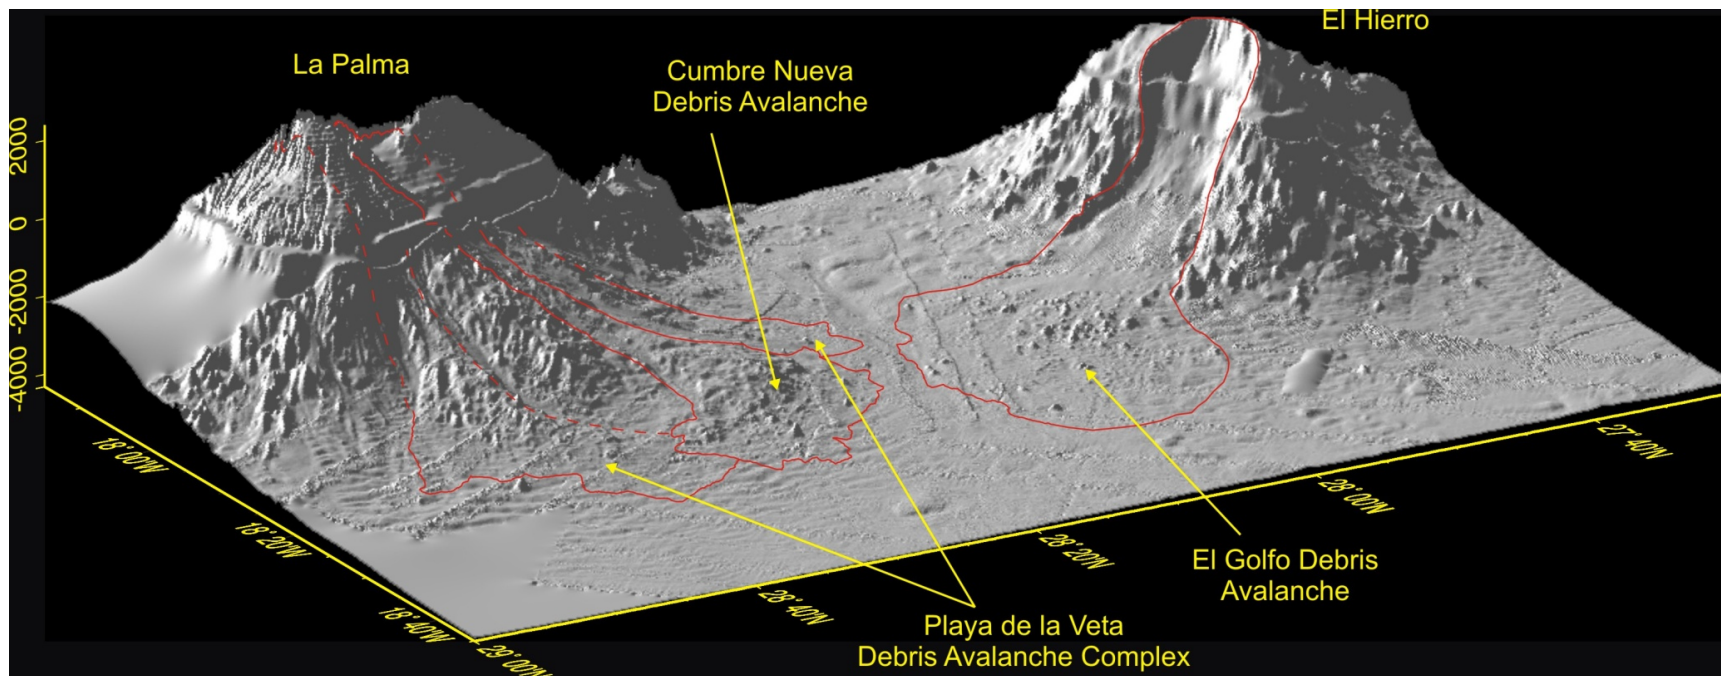 El Hierro
La Palma
Cumbre Nueva
Debris Avalanche
2000
0
-2000
-4000
18°00'W
18°20'W
18°40'W
29°00'N
28°40'N
28°20'N
28°00'N
27°40'N
El Golfo Debris
Avalanche
Playa de la Veta
Debris Avalanche Complex